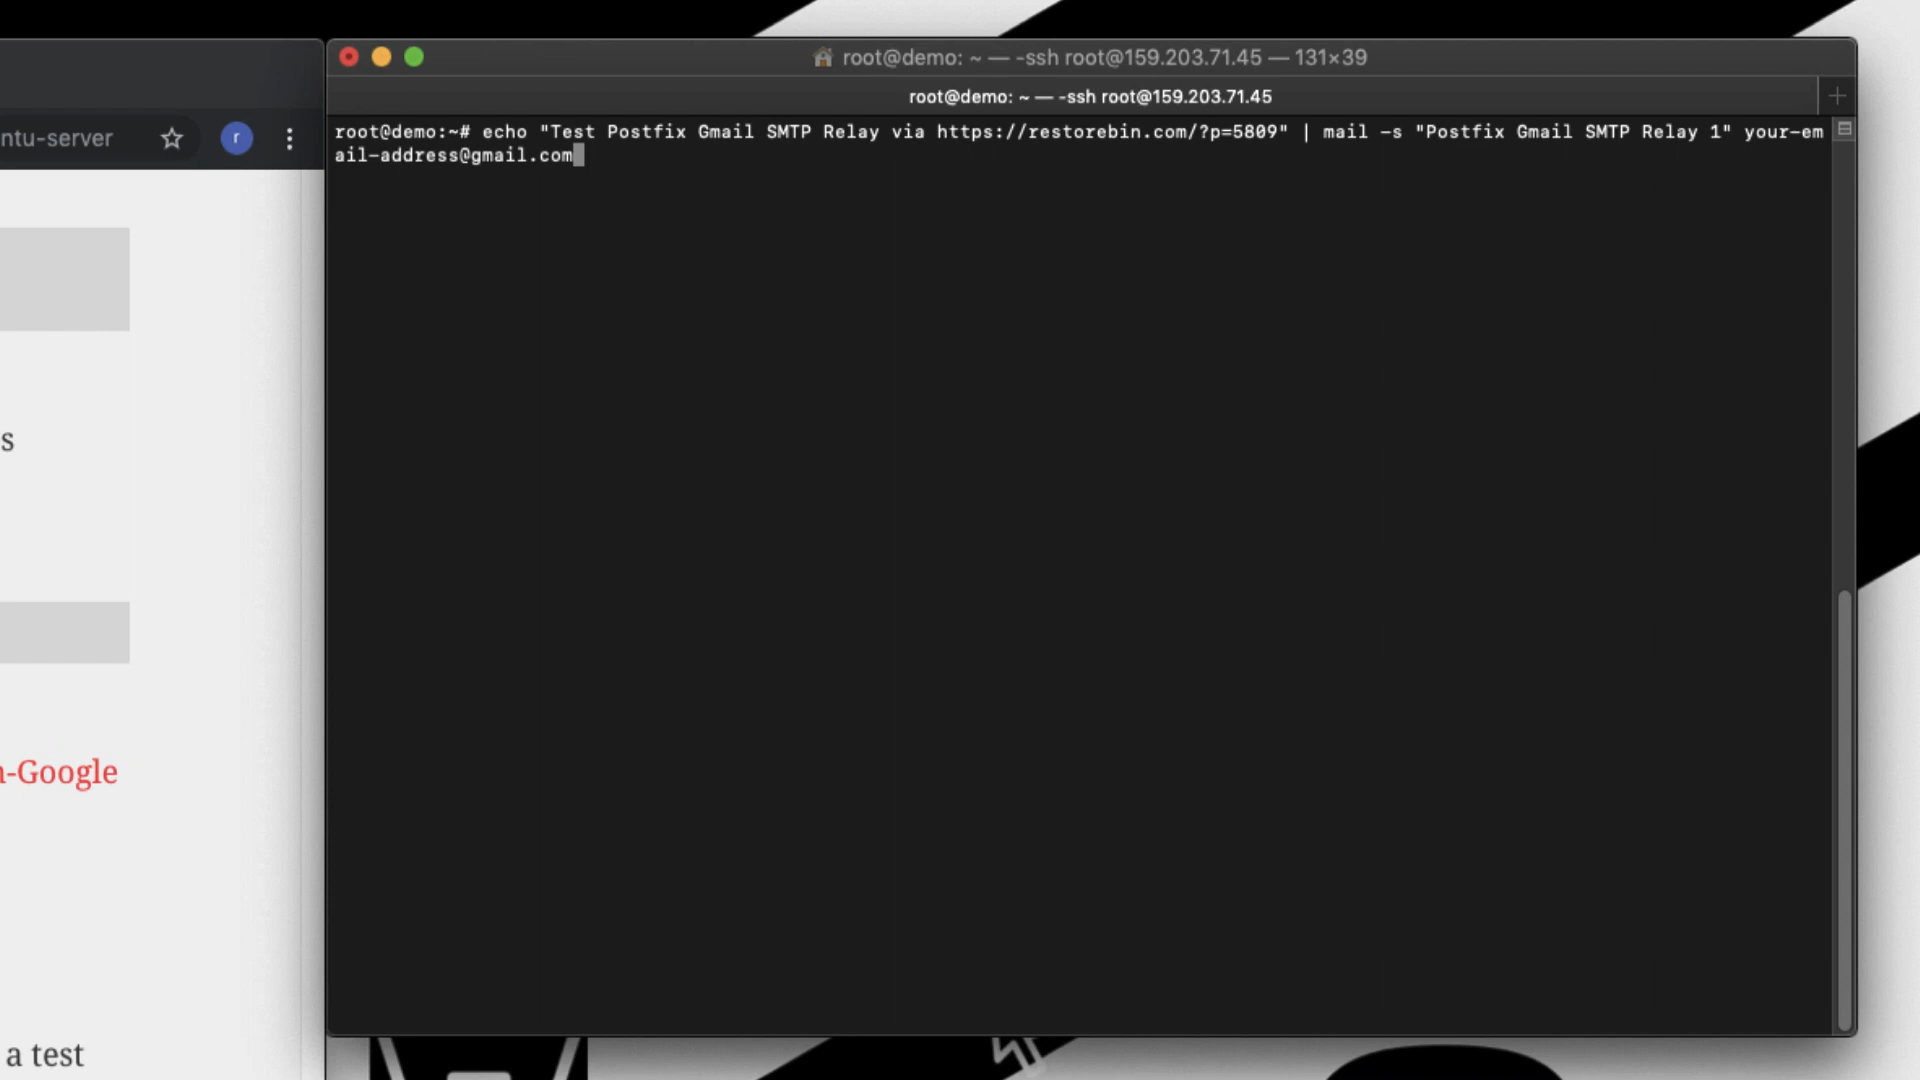 root@demo: ~ — -ssh root@159.203.71.45 — 131×39
root@demo: ~ — -ssh root@159.203.71.45
ntu-server
r
root@demo:~# echo "Test Postfix Gmail SMTP Relay via https://restorebin.com/?p=5809" | mail -s "Postfix Gmail SMTP Relay 1" your-em
ail-address@gmail.com
s
n-Google
a test